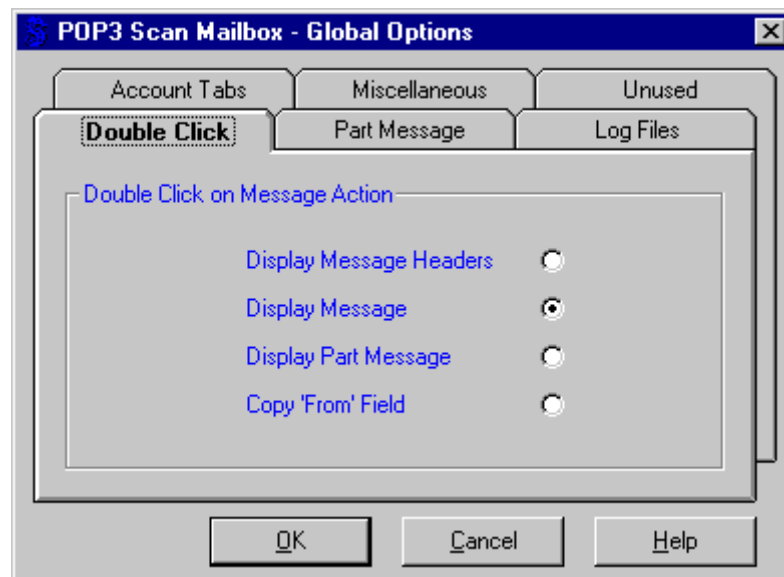 POP3 Scan Mailbox - Global Options
Account Tabs Miscellaneous Unused
Double Click Part Message Log Files
Double Click on Message Action
Display Message Headers
Display Message
Display Part Message
Copy 'From' Field
OK Cancel Help